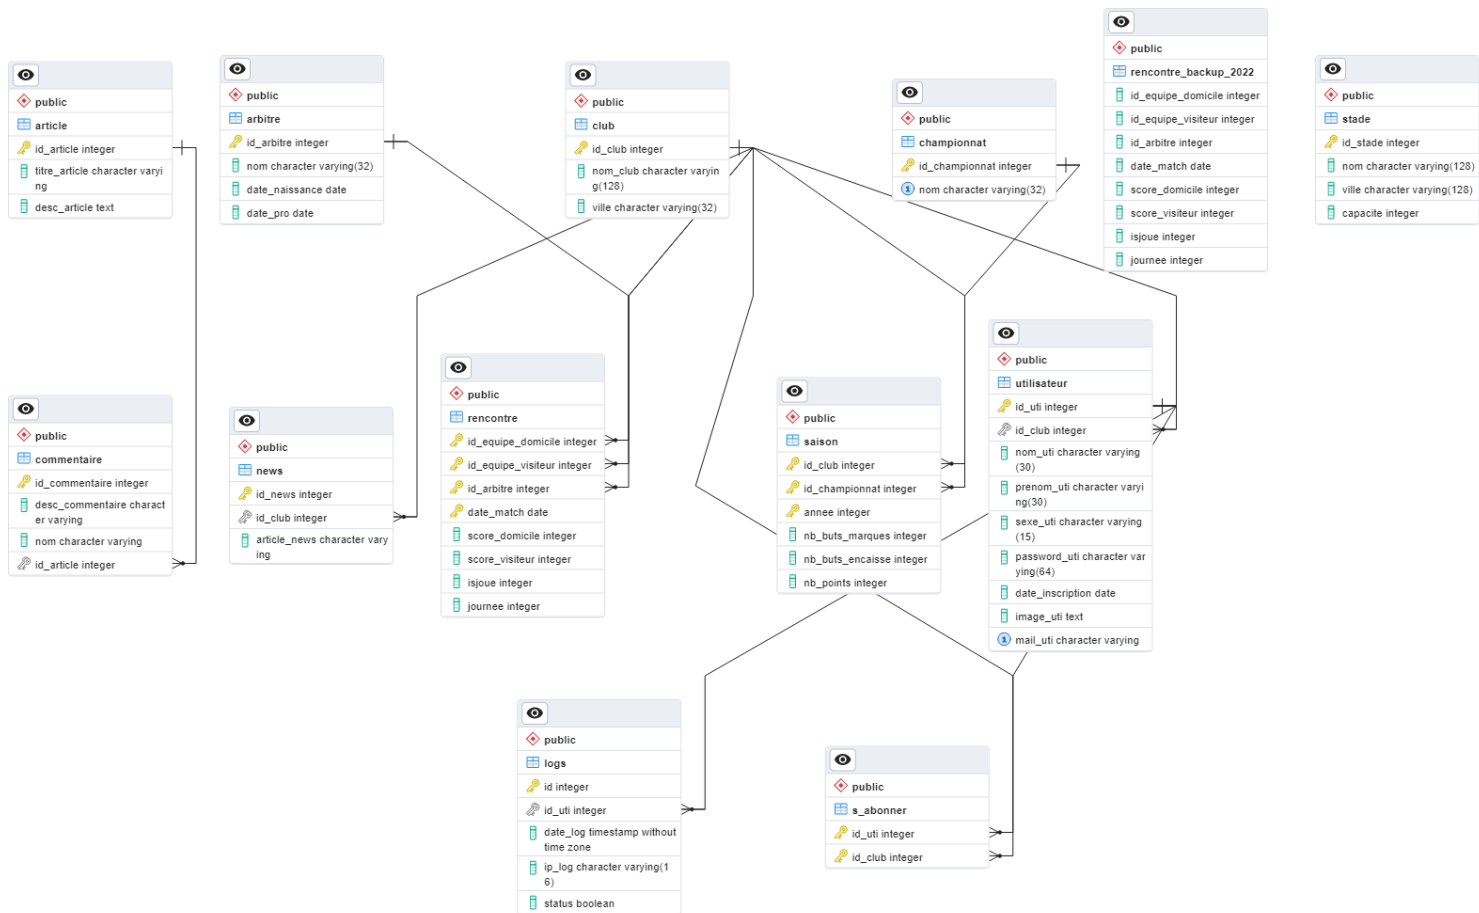 public
article
id_article integer
titre_article character varyi
ng
desc_article text
public
arbitre
id_arbitre integer
nom character varying(32)
date_naissance date
date_pro date
public
club
id_club integer
nom_club character varyin
g(128)
ville character varying(32)
public
championnat
id_championnat integer
1 nom character varying(32)
public
rencontre_backup_2022
id_equipe_domicile integer
id_equipe_visiteur integer
id_arbitre integer
date_match date
score_domicile integer
score_visiteur integer
isjoue integer
journee integer
public
stade
id_stade integer
nom character varying(128)
ville character varying(128)
capacite integer
public
commentaire
id_commentaire integer
desc_commentaire charact
er varying
nom character varying
id_article integer
public
news
id_news integer
id_club integer
article_news character vary
ing
public
rencontre
id_equipe_domicile integer
id_equipe_visiteur integer
id_arbitre integer
date_match date
score_domicile integer
score_visiteur integer
isjoue integer
journee integer
public
saison
id_club integer
id_championnat integer
annee integer
nb_buts_marques integer
nb_buts_encaisse integer
nb_points integer
public
utilisateur
id_uti integer
id_club integer
nom_uti character varying
(30)
prenom_uti character varyi
ng(30)
sexe_uti character varying
(15)
password_uti character var
ying(64)
date_inscription date
image_uti text
1 mail_uti character varying
public
logs
id integer
id_uti integer
date_log timestamp without
time zone
ip_log character varying(1
6)
status boolean
public
s_abonner
id_uti integer
id_club integer